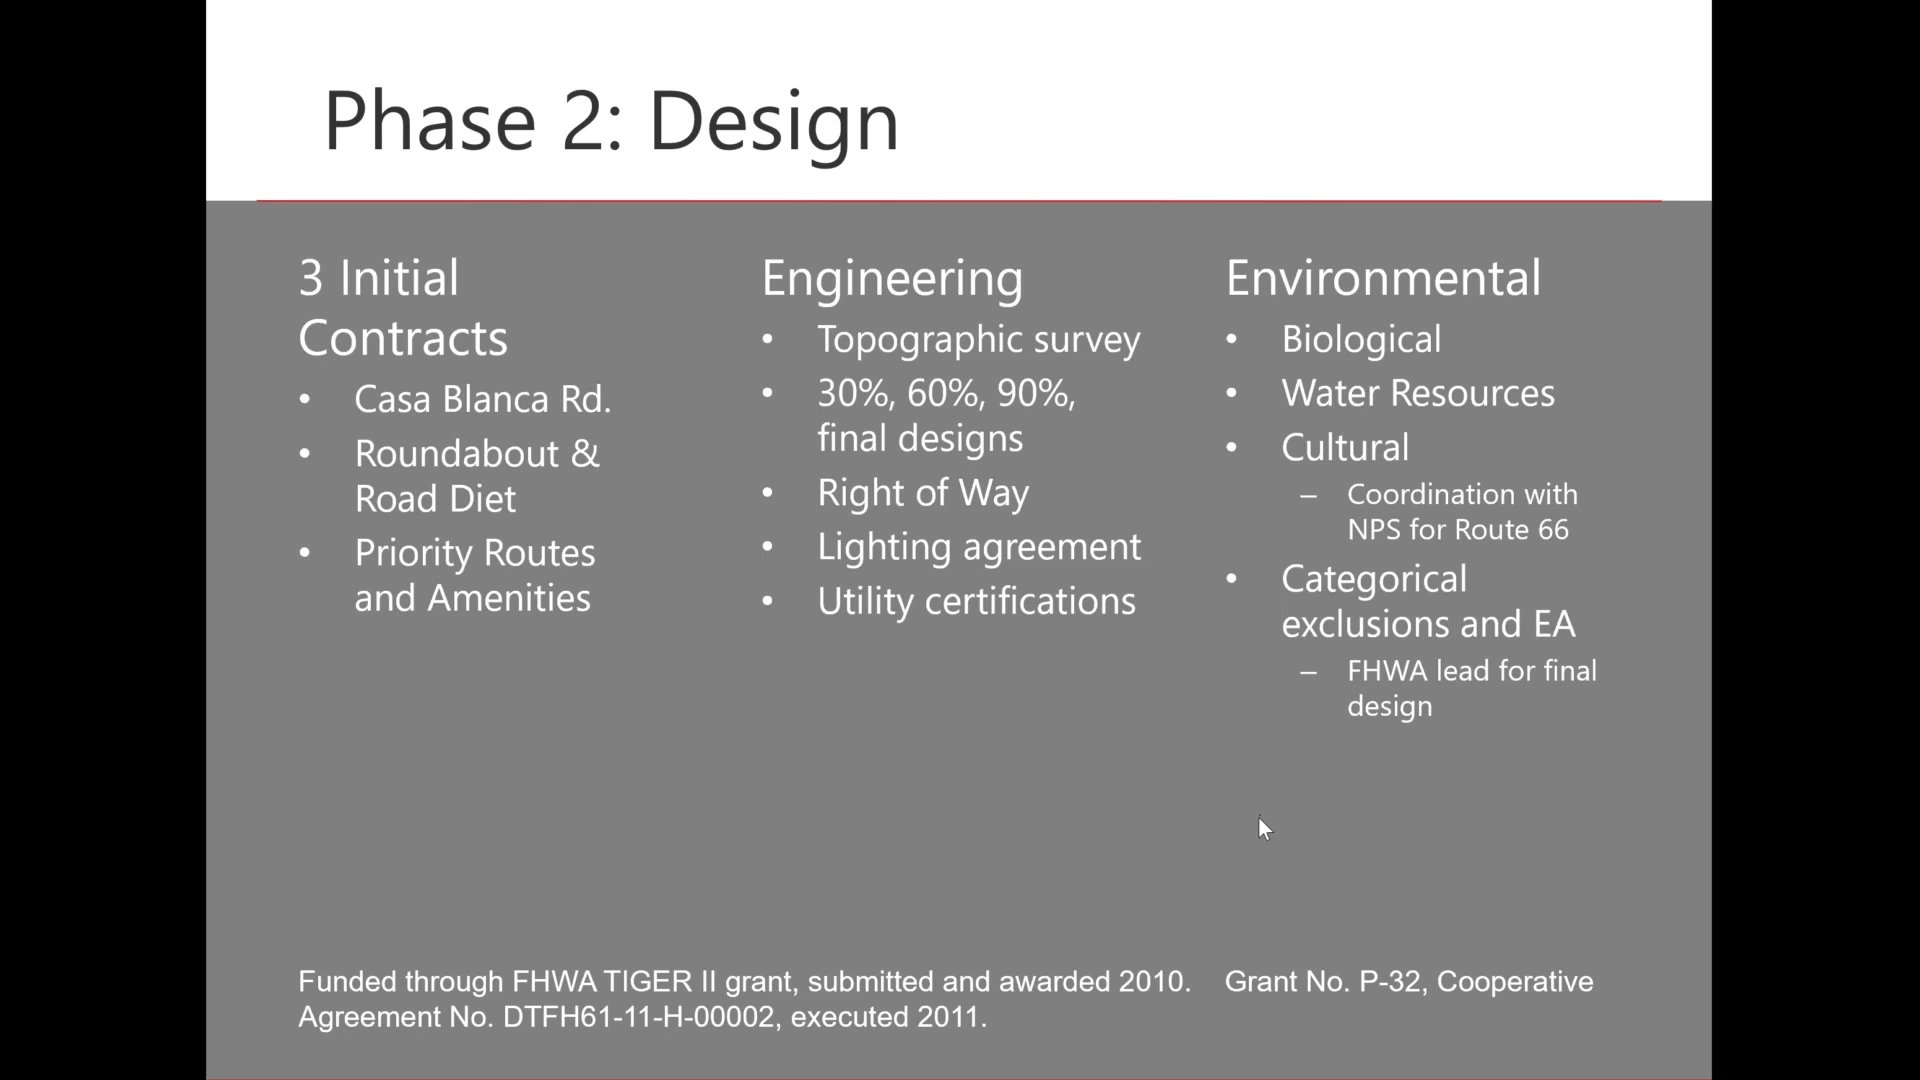 Phase 2: Design
3 Initial
Contracts
• Casa Blanca Rd.
• Roundabout &
Road Diet
• Priority Routes
and Amenities
Engineering
• Topographic survey
• 30%, 60%, 90%,
final designs
• Right of Way
• Lighting agreement
• Utility certifications
Environmental
• Biological
• Water Resources
• Cultural
– Coordination with
NPS for Route 66
• Categorical
exclusions and EA
– FHWA lead for final
design
Funded through FHWA TIGER II grant, submitted and awarded 2010. Grant No. P-32, Cooperative
Agreement No. DTFH61-11-H-00002, executed 2011.